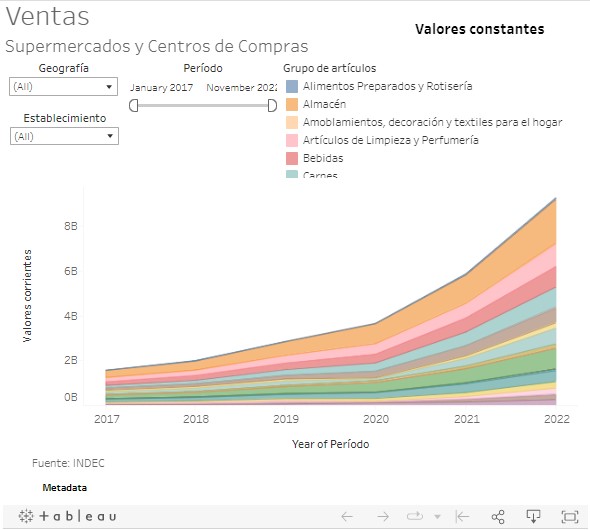 Ventas
Valores constantes
Supermercados y Centros de Compras
Geografía
Período
Grupo de artículos
(All)
January 2017
November 2022
Alimentos Preparados y Rotisería
Almacén
Establecimiento
Amoblamientos, decoración y textiles para el hogar
(All)
Artículos de Limpieza y Perfumería
Bebidas
Carnes
8B
6B
4B
2B
0B
Valores corrientes
2017 2018 2019 2020 2021 2022
Year of Período
Fuente: INDEC
Metadata
+ableau